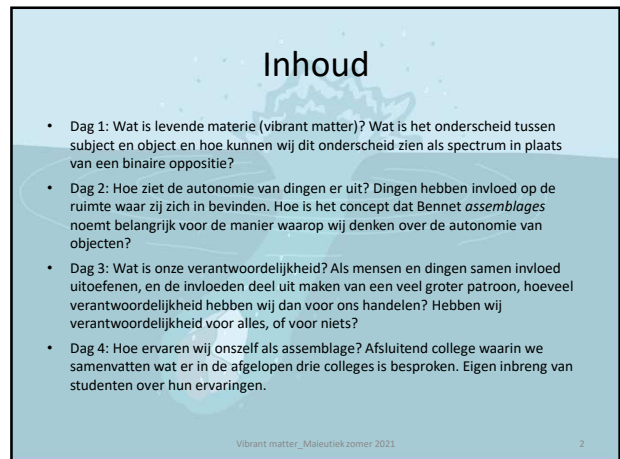 Inhoud
• Dag 1: Wat is levende materie (vibrant matter)? Wat is het onderscheid tussen
subject en object en hoe kunnen wij dit onderscheid zien als spectrum in plaats
van een binaire oppositie?
• Dag 2: Hoe ziet de autonomie van dingen er uit? Dingen hebben invloed op de
ruimte waar zij zich in bevinden. Hoe is het concept dat Bennet assemblages
noemt belangrijk voor de manier waarop wij denken over de autonomie van
objecten?
• Dag 3: Wat is onze verantwoordelijkheid? Als mensen en dingen samen invloed
uitoefenen, en de invloeden deel uit maken van een veel groter patroon, hoeveel
verantwoordelijkheid hebben wij dan voor ons handelen? Hebben wij
verantwoordelijkheid voor alles, of voor niets?
• Dag 4: Hoe ervaren wij onszelf als assemblage? Afsluitend college waarin we
samenvatten wat er in de afgelopen drie colleges is besproken. Eigen inbreng van
studenten over hun ervaringen.
Vibrant matter_Maieutiek zomer 2021
2